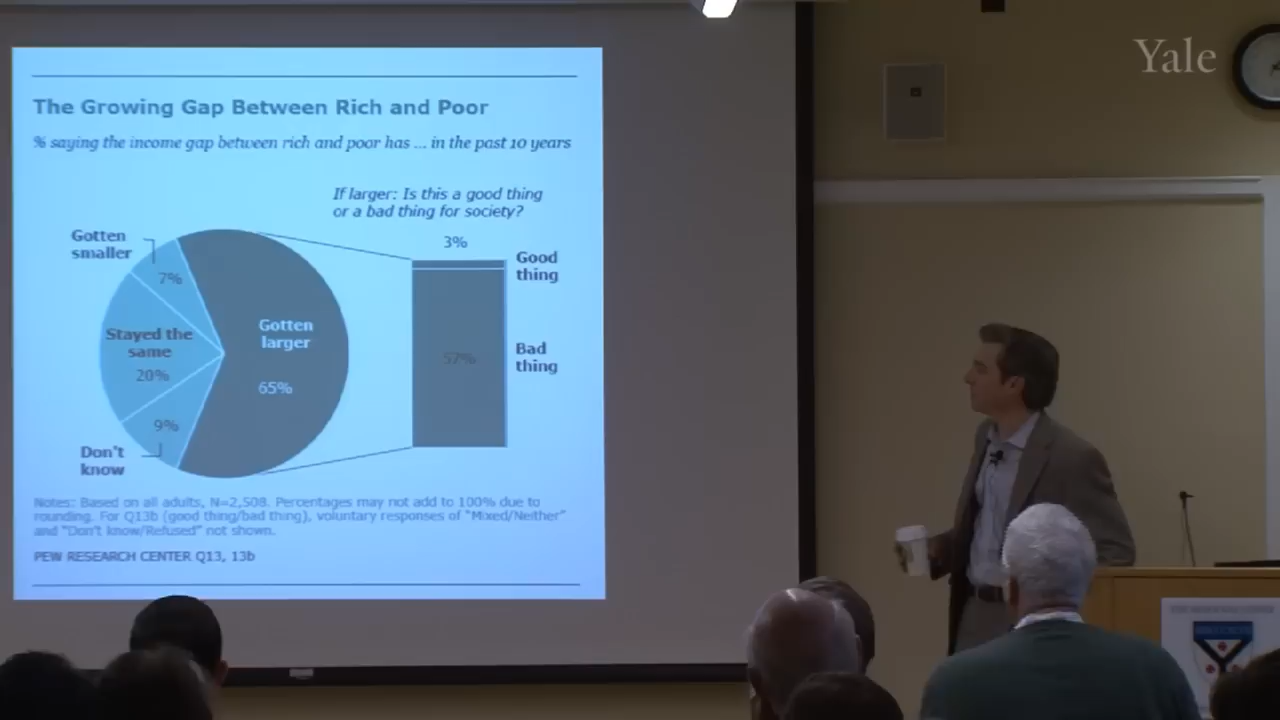 Yale
The Growing Gap Between Rich and Poor
% saying the income gap between rich and poor has ... in the past 10 years
If larger: Is this a good thing
or a bad thing for society?
Gotten
smaller
7%
Stayed the
same
20%
9%
Don't
know
Gotten
larger
65%
3%
Good
thing
57%
Bad
thing
Notes: Based on all adults, N=2,508. Percentages may not add to 100% due to
rounding. For Q13b (good thing/bad thing), voluntary responses of "Mixed/Neither"
and "Don't know/Refused" not shown.
PEW RESEARCH CENTER Q13, 13b